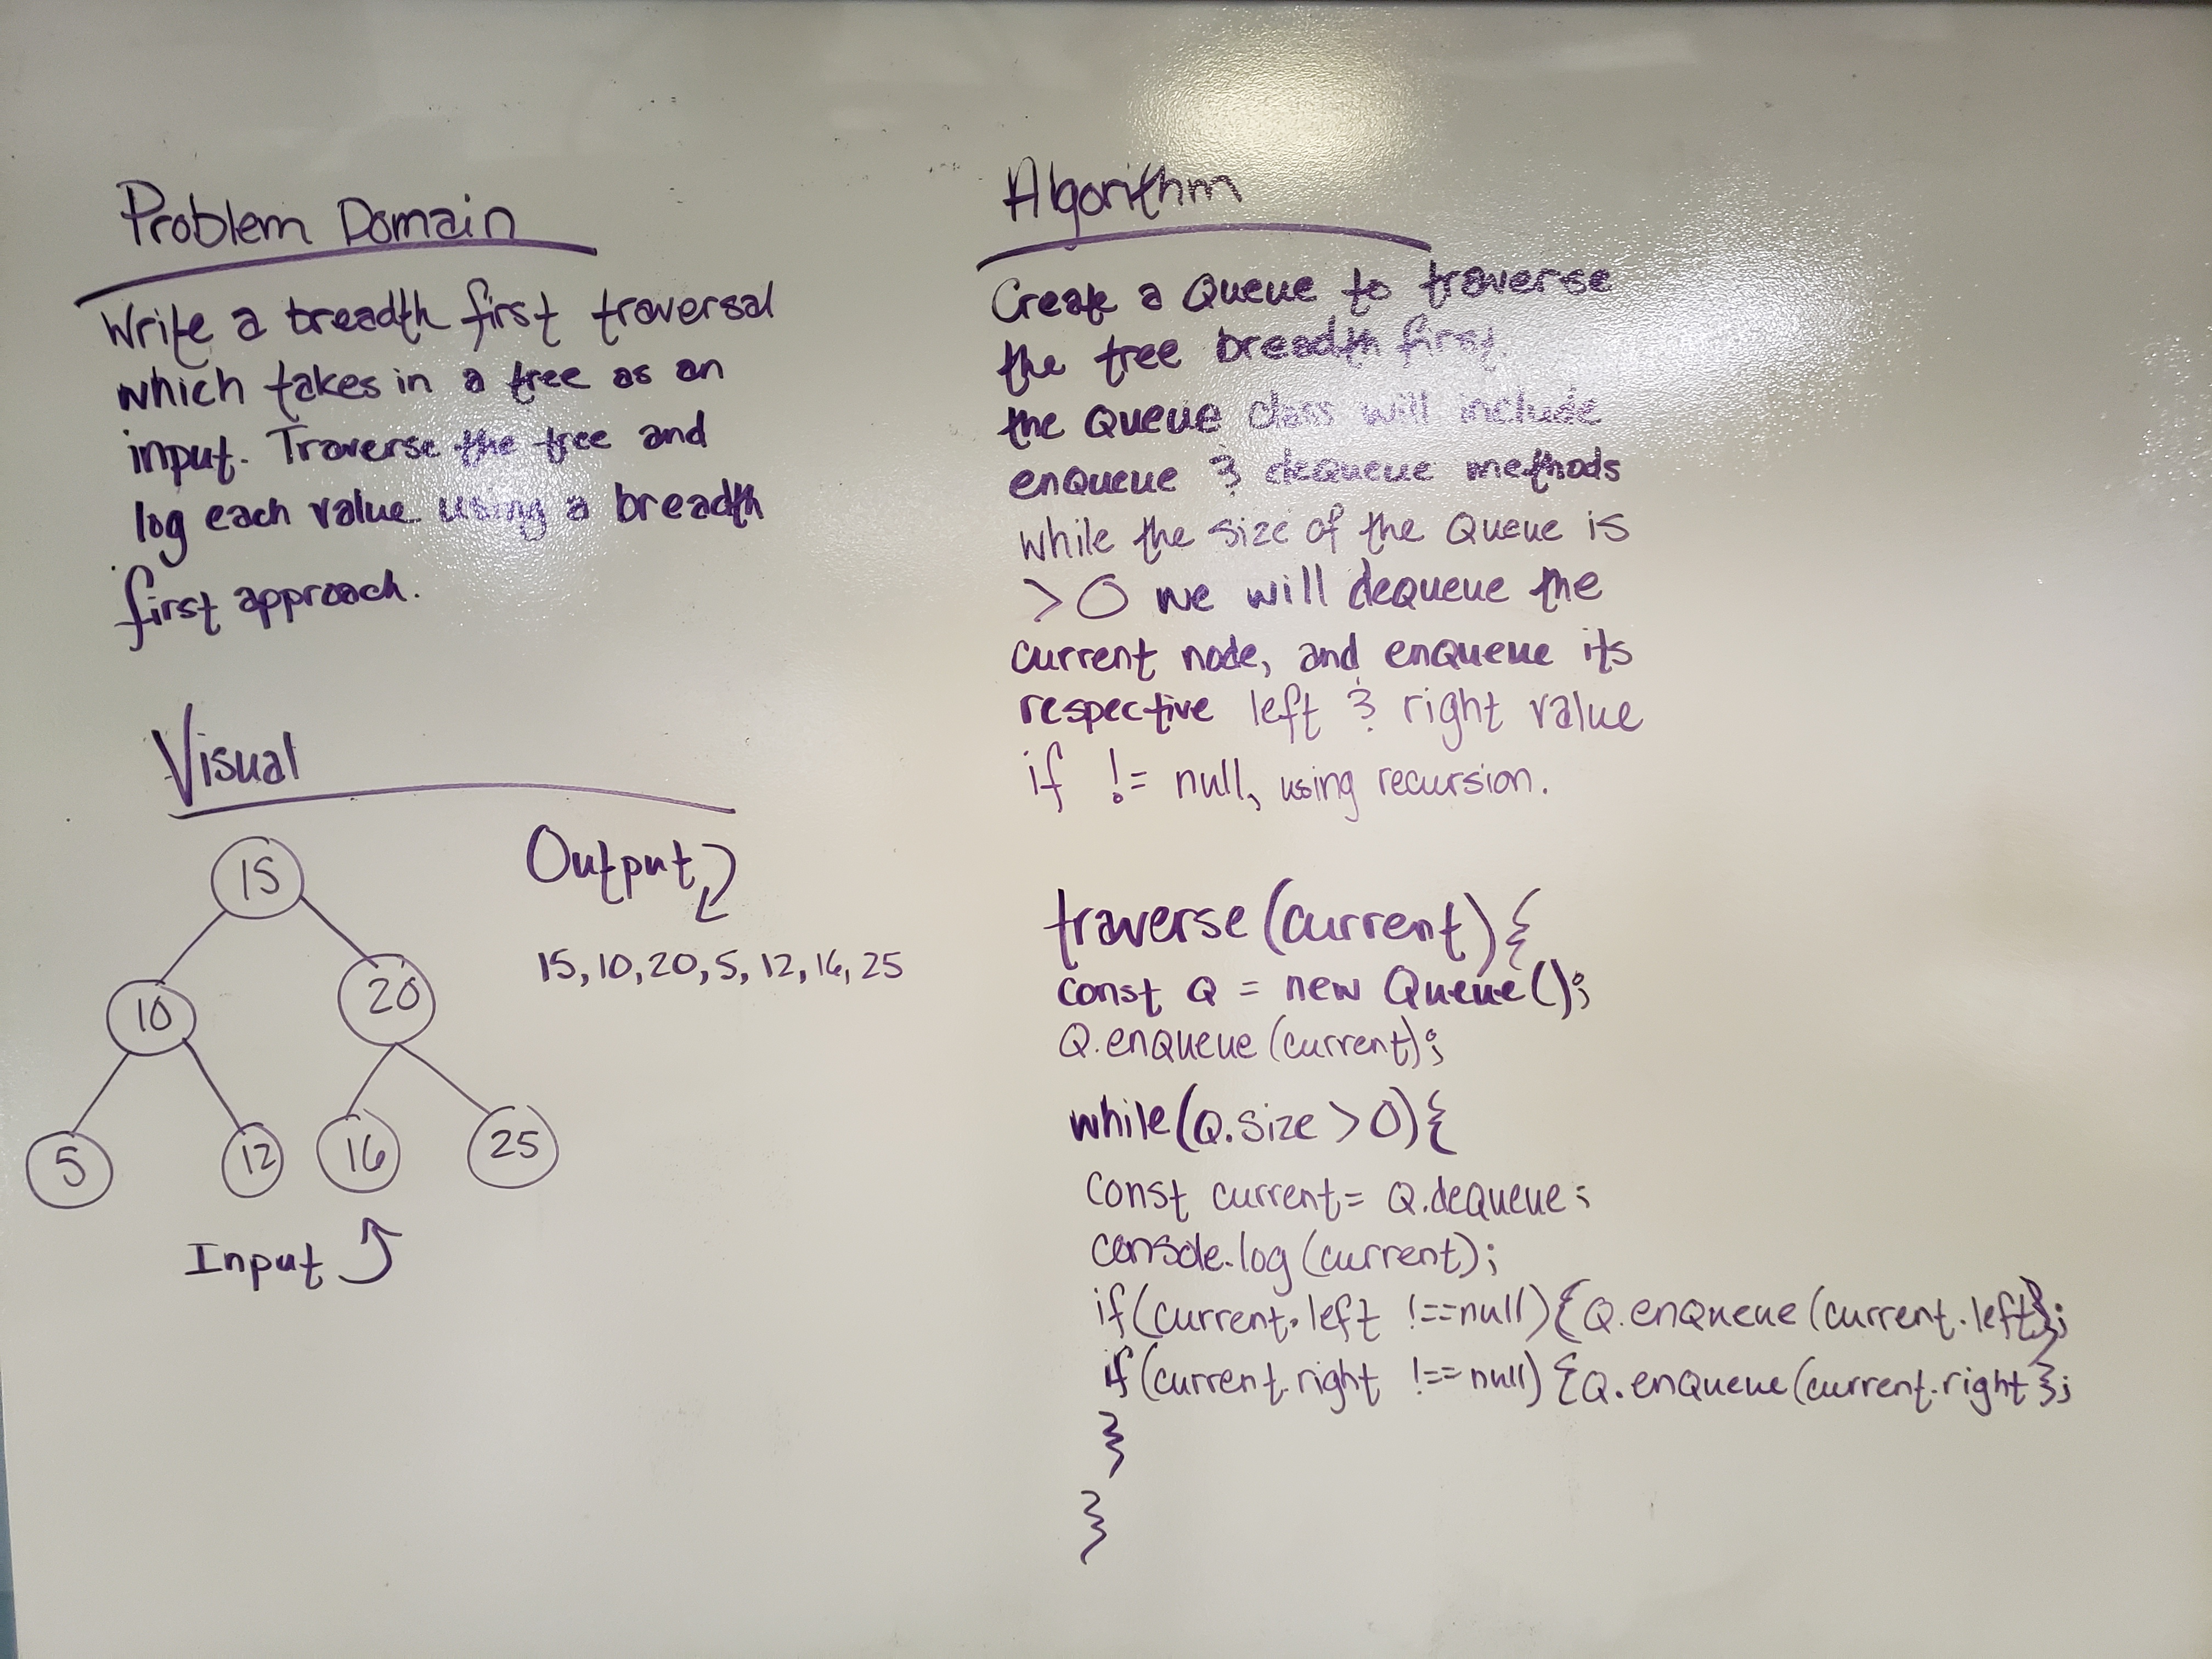 Problem Domain
Write a breadth first traversal
which takes in a tree as an
input. Traverse the tree and
log each value using a breadth
first approach.
Visual
15
10
20
5
12
16
25
Input
Output
15, 10, 20, 5, 12, 16, 25
Algorithm
Create a Queue to traverse
the tree breadth first.
the Queue class will include
enqueue & dequeue methods
while the size of the Queue is
>0 we will dequeue the
current node, and enqueue its
respective left & right value
if != null, using recursion.
traverse(current){
const Q = new Queue();
Q.enqueue(current);
while(Q.size >0){
const current= Q.dequeue;
console.log(current);
if(current.left !==null){Q.enqueue(current.left};
if(current.right !==null){Q.enqueue(current.right};
}
}